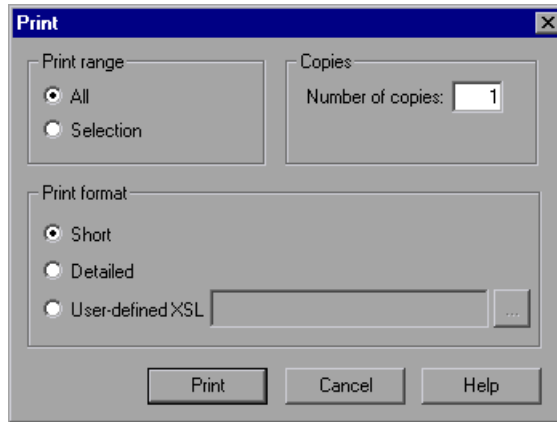 Print
Print range
All
Selection
Copies
Number of copies: 1
Print format
Short
Detailed
User-defined XSL ...
Print Cancel Help